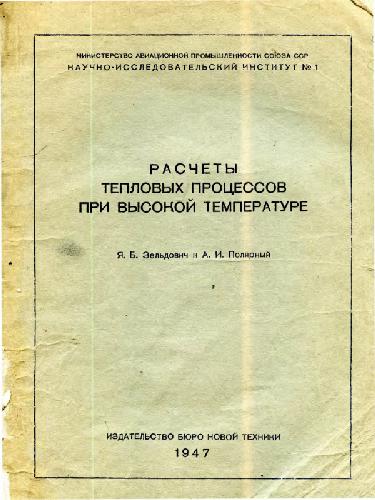 МИНИСТЕРСТВО АВИАЦИОННОЙ ПРОМЫШЛЕННОСТИ СОЮЗА ССР
НАУЧНО-ИССЛЕДОВАТЕЛЬСКИЙ ИНСТИТУТ № 1
РАСЧЕТЫ
ТЕПЛОВЫХ ПРОЦЕССОВ
ПРИ ВЫСОКОЙ ТЕМПЕРАТУРЕ
Я. Б. Зельдович и А. И. Полярный
ИЗДАТЕЛЬСТВО БЮРО НОВОЙ ТЕХНИКИ
1947